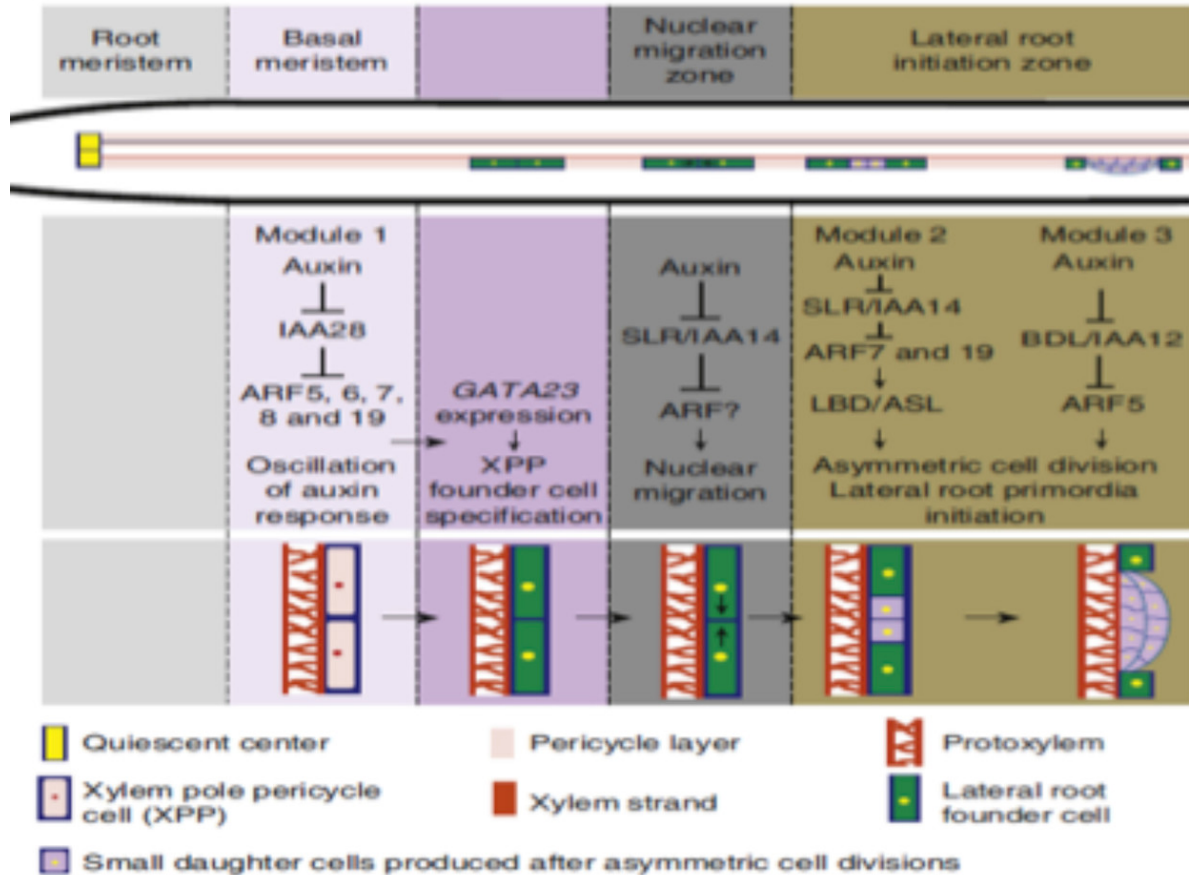 Root
meristem
Basal
meristem
Nuclear
migration
zone
Lateral root
initiation zone
Module 1
Auxin
IAA28
ARF5, 6, 7,
8 and 19
Oscillation
of auxin
response
GATA23
expression
XPP
founder cell
specification
Auxin
SLR/IAA14
ARF?
Nuclear
migration
Module 2
Auxin
SLR/IAA14
ARF7 and 19
LBD/ASL
Module 3
Auxin
BDL/IAA12
ARF5
Asymmetric cell division
Lateral root primordia
initiation
Quiescent center
Pericycle layer
Protoxylem
Xylem pole pericycle
cell (XPP)
Xylem strand
Lateral root
founder cell
Small daughter cells produced after asymmetric cell divisions